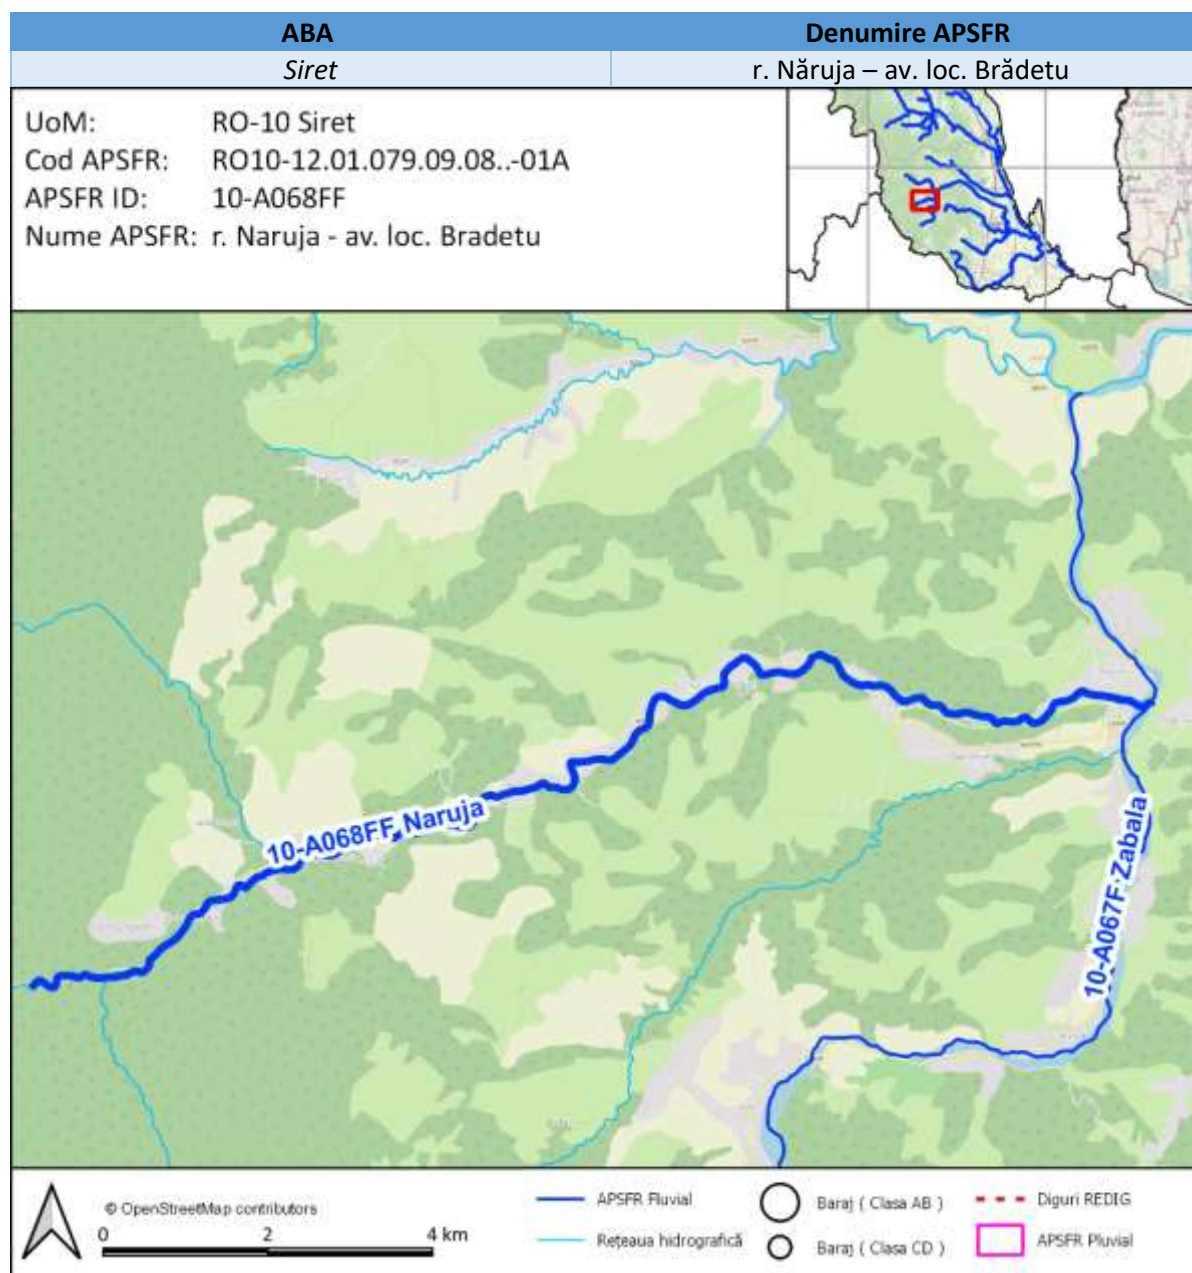 ABA Denumire APSFR
Siret r. Năruja – av. loc. Brădetu
UoM: RO-10 Siret
Cod APSFR: RO10-12.01.079.09.08..-01A
APSFR ID: 10-A068FF
Nume APSFR: r. Naruja - av. loc. Bradetu
10-A068FF Naruja
10-A067F Zabala
© OpenStreetMap contributors
0 2 4 km
APSFR Fluvial
Rețeaua hidrografică
Baraj ( Clasa AB )
Baraj ( Clasa CD )
Diguri REDIG
APSFR Pluvial